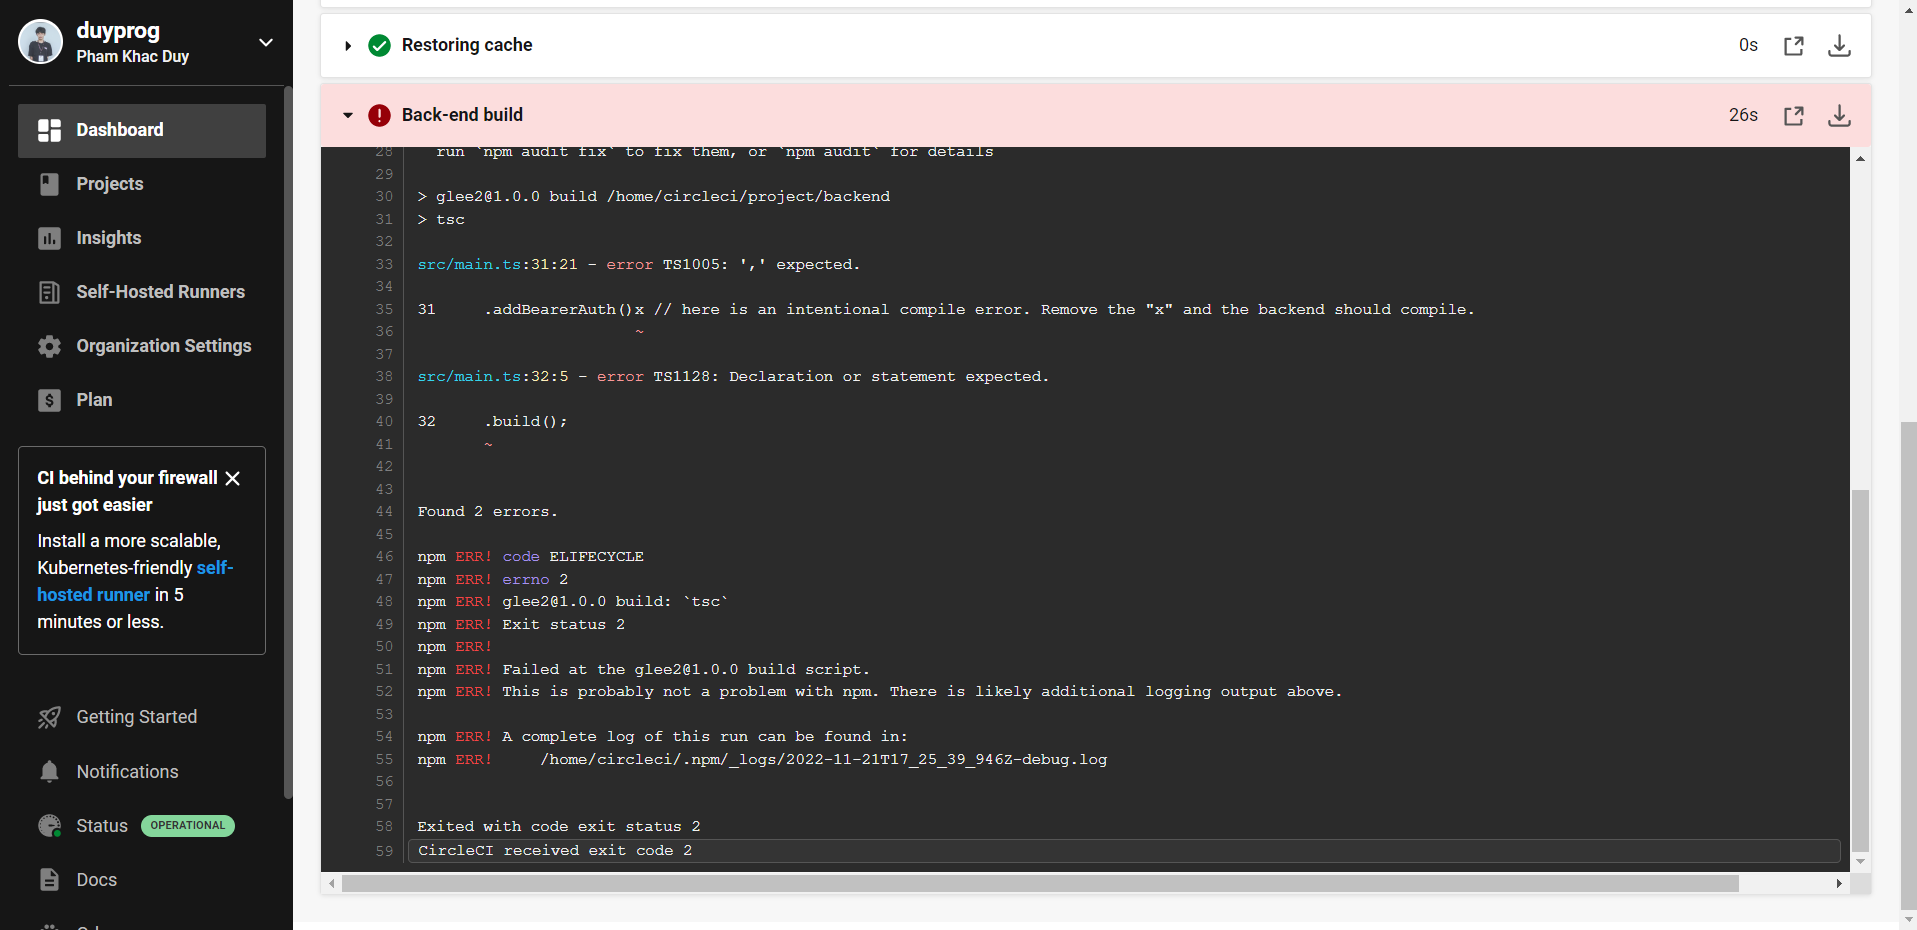 duyprog
Pham Khac Duy
Dashboard
Projects
Insights
Self-Hosted Runners
Organization Settings
Plan
CI behind your firewall
just got easier
Install a more scalable,
Kubernetes-friendly self-
hosted runner in 5
minutes or less.
Getting Started
Notifications
Status OPERATIONAL
Docs
Restoring cache 0s
Back-end build 26s
28 run `npm audit fix` to fix them, or `npm audit` for details
29
30 > glee2@1.0.0 build /home/circleci/project/backend
31 > tsc
32
33 src/main.ts:31:21 - error TS1005: ',' expected.
34
35 31     .addBearerAuth()x // here is an intentional compile error. Remove the "x" and the backend should compile.
36 ~
37
38 src/main.ts:32:5 - error TS1128: Declaration or statement expected.
39
40 32     .build();
41 ~
42
43
44 Found 2 errors.
45
46 npm ERR! code ELIFECYCLE
47 npm ERR! errno 2
48 npm ERR! glee2@1.0.0 build: `tsc`
49 npm ERR! Exit status 2
50 npm ERR!
51 npm ERR! Failed at the glee2@1.0.0 build script.
52 npm ERR! This is probably not a problem with npm. There is likely additional logging output above.
53
54 npm ERR! A complete log of this run can be found in:
55 npm ERR!     /home/circleci/.npm/_logs/2022-11-21T17_25_39_946Z-debug.log
56
57
58 Exited with code exit status 2
59 CircleCI received exit code 2